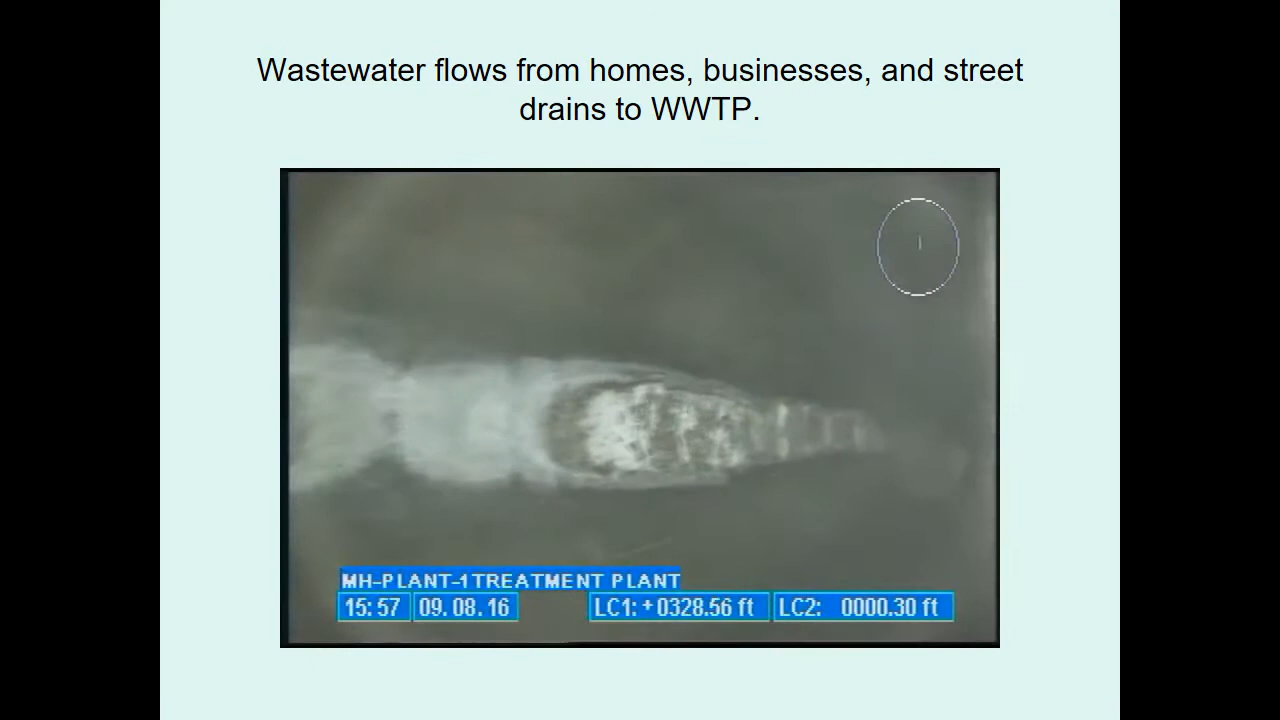 Wastewater flows from homes, businesses, and street
drains to WWTP.
MH-PLANT-1TREATMENT PLANT
15:57 09.08.16 LC1:+0328.56 ft LC2: 0000.30 ft